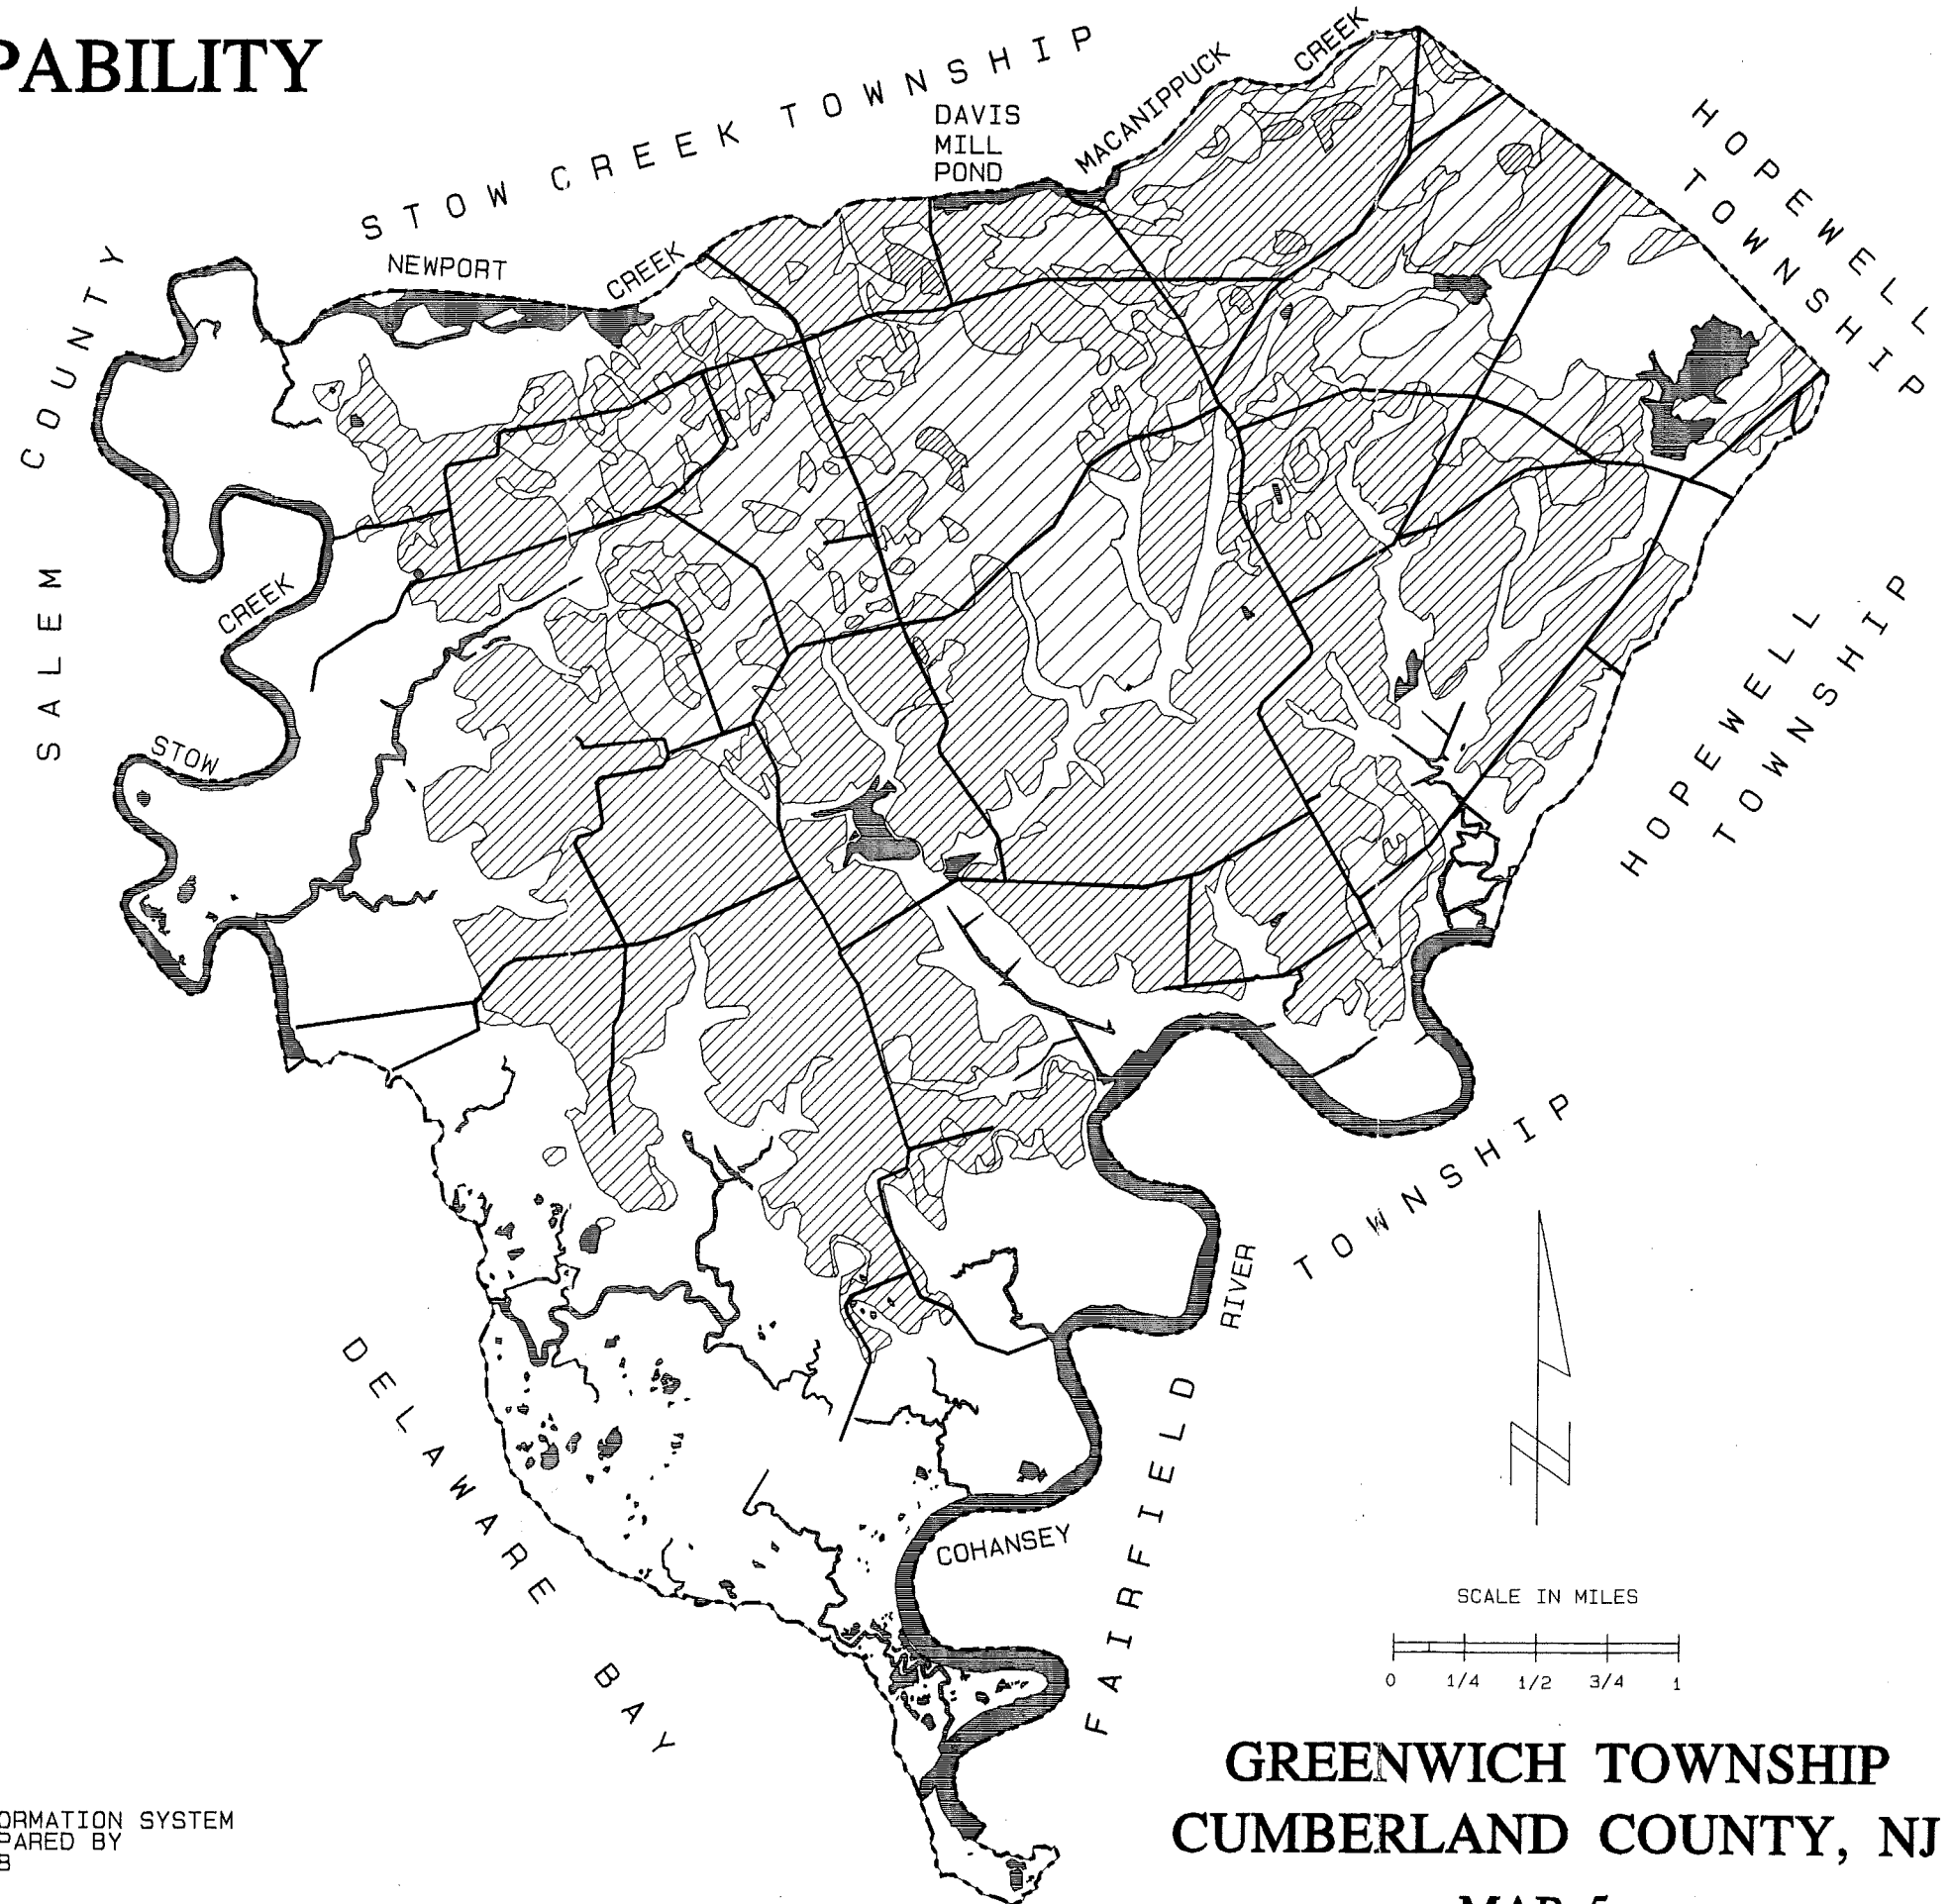 PABILITY
STOW CREEK TOWNSHIP
DAVIS
MILL
POND
MACANIPPUCK CREEK
HOPEWELL
TOWNSHIP
NEWPORT CREEK
SALEM COUNTY
STOW CREEK
HOPEWELL
TOWNSHIP
FAIRFIELD TOWNSHIP
COHANSEY RIVER
DELAWARE BAY
SCALE IN MILES
0 1/4 1/2 3/4 1
GREENWICH TOWNSHIP
CUMBERLAND COUNTY, NJ
MAP 5
ORMATION SYSTEM
PARED BY